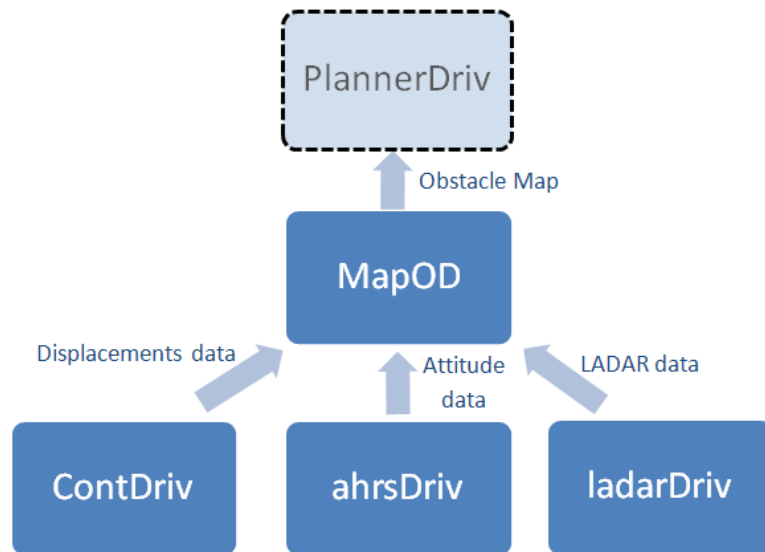 PlannerDriv
Obstacle Map
MapOD
Displacements data
Attitude
data
LADAR data
ContDriv
ahrsDriv
ladarDriv